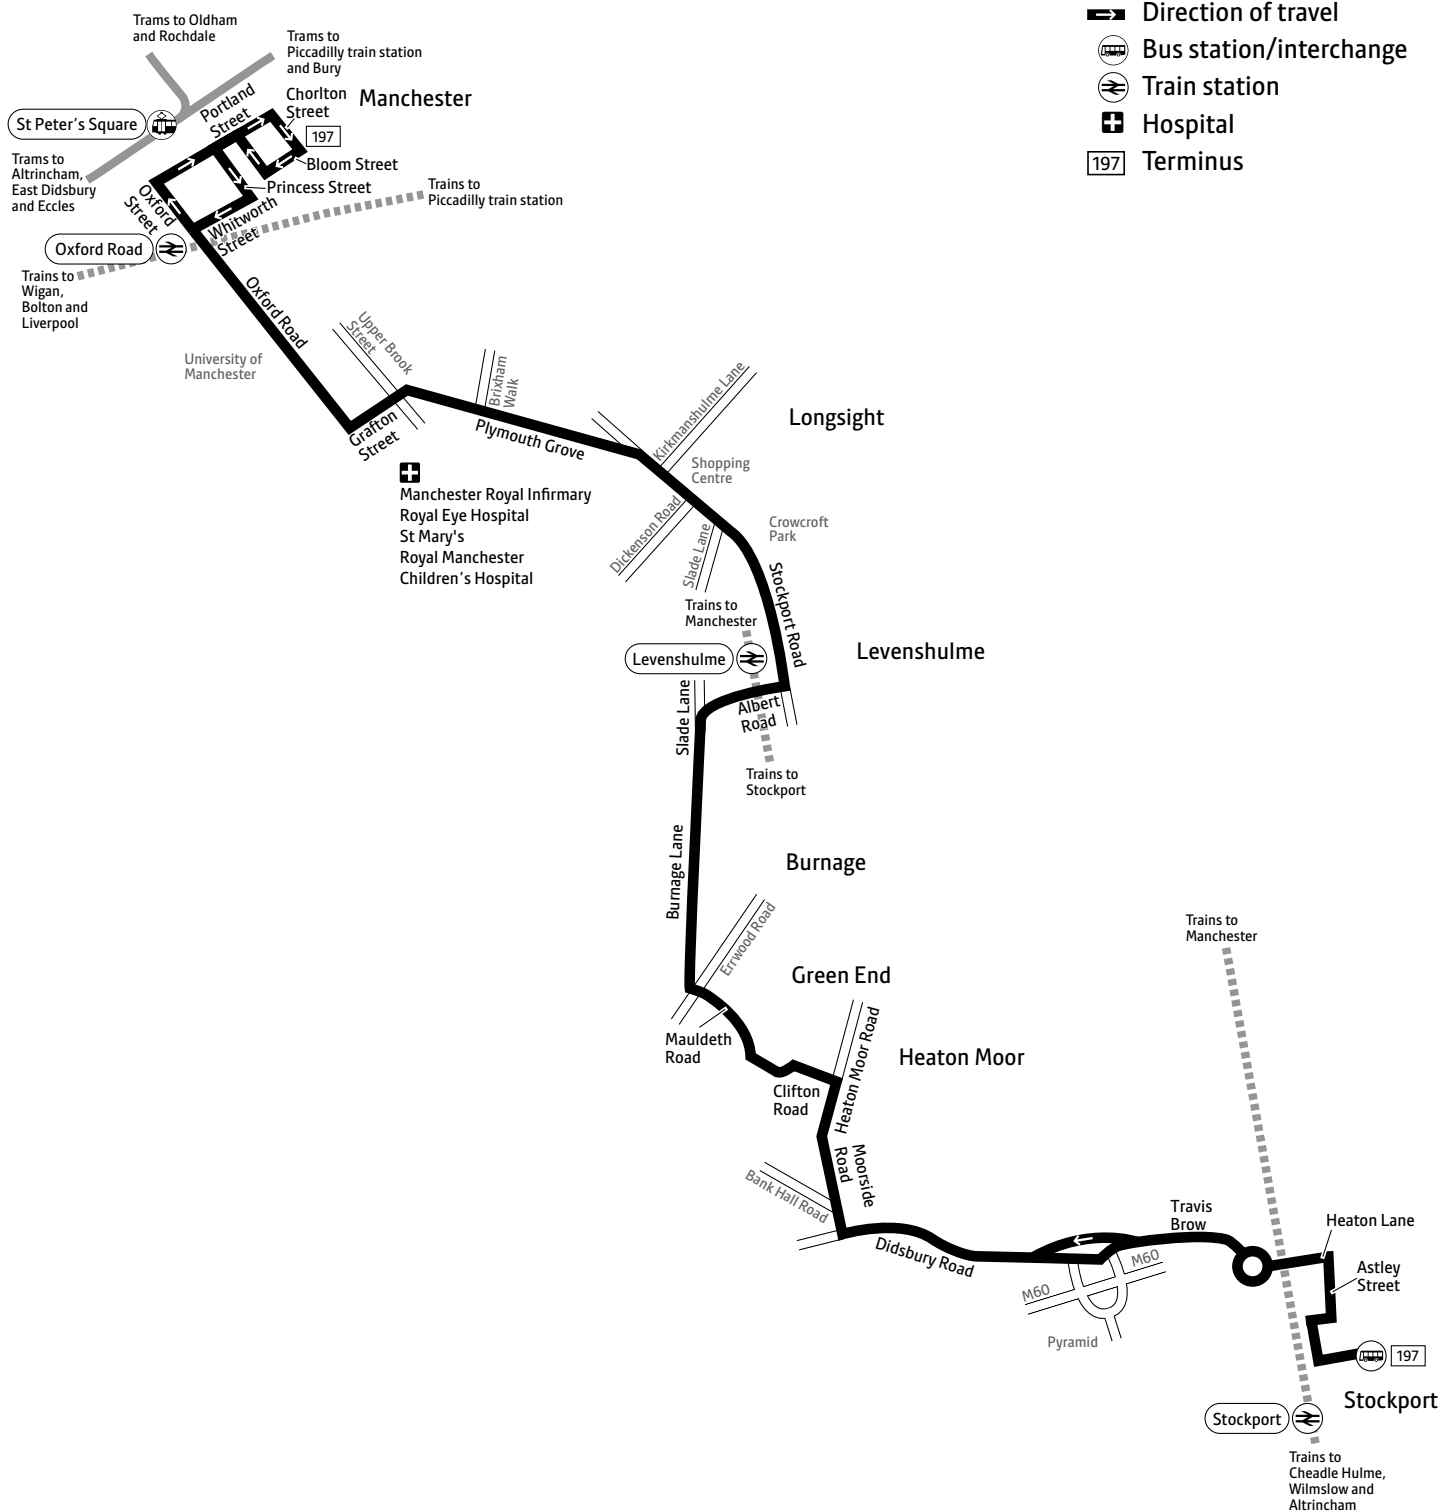 Trams to Oldham
and Rochdale
Trams to
Piccadilly train station
and Bury
Direction of travel
Bus station/interchange
Train station
Hospital
197
Terminus
St Peter's Square
Portland
Street
Chorlton
Street
Manchester
197
Bloom Street
Princess Street
Trams to
Altrincham,
East Didsbury
and Eccles
Oxford
Street
Whitworth
Street
Trains to
Piccadilly train station
Oxford Road
Trains to
Wigan,
Bolton and
Liverpool
Oxford Road
University of
Manchester
Upper Brook
Street
Grafton
Street
Brixham
Walk
Plymouth Grove
Kirkmanshulme Lane
Longsight
Shopping
Centre
Manchester Royal Infirmary
Royal Eye Hospital
St Mary's
Royal Manchester
Children's Hospital
Dickenson Road
Slade Lane
Crowcroft
Park
Stockport Road
Trains to
Manchester
Levenshulme
Levenshulme
Slade Lane
Albert
Road
Trains to
Stockport
Burnage Lane
Burnage
Errwood Road
Green End
Mauldeth
Road
Clifton
Road
Heaton Moor Road
Heaton Moor
Moorside
Road
Bank Hall Road
Didsbury Road
Trains to
Manchester
Travis
Brow
Heaton Lane
Astley
Street
M60
M60
Pyramid
197
Stockport
Stockport
Trains to
Cheadle Hulme,
Wilmslow and
Altrincham